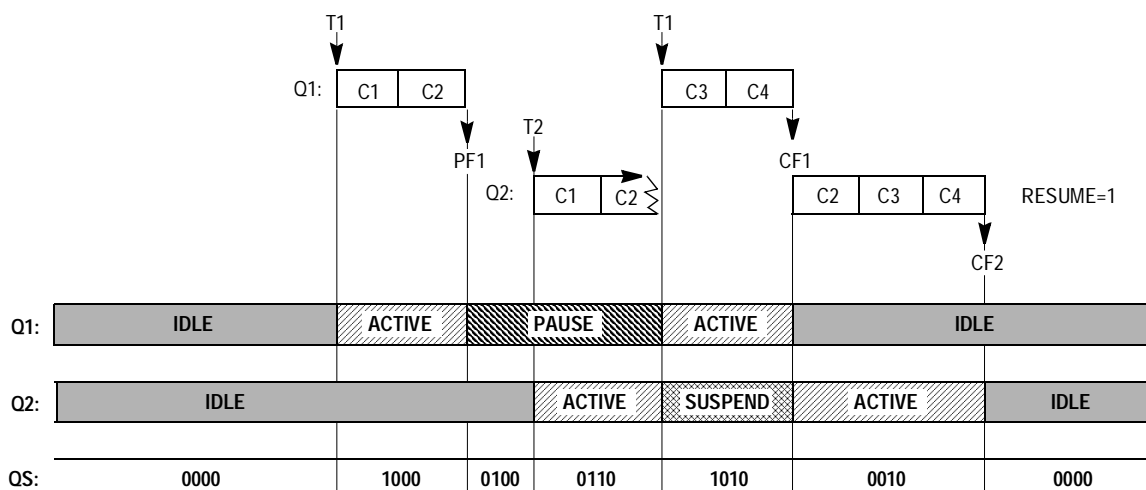 T1 T1
Q1: C1 C2 C3 C4
T2
PF1 CF1
Q2: C1 C2 C2 C3 C4 RESUME=1
CF2
Q1: IDLE ACTIVE PAUSE ACTIVE IDLE
Q2: IDLE ACTIVE SUSPEND ACTIVE IDLE
QS: 0000 1000 0100 0110 1010 0010 0000